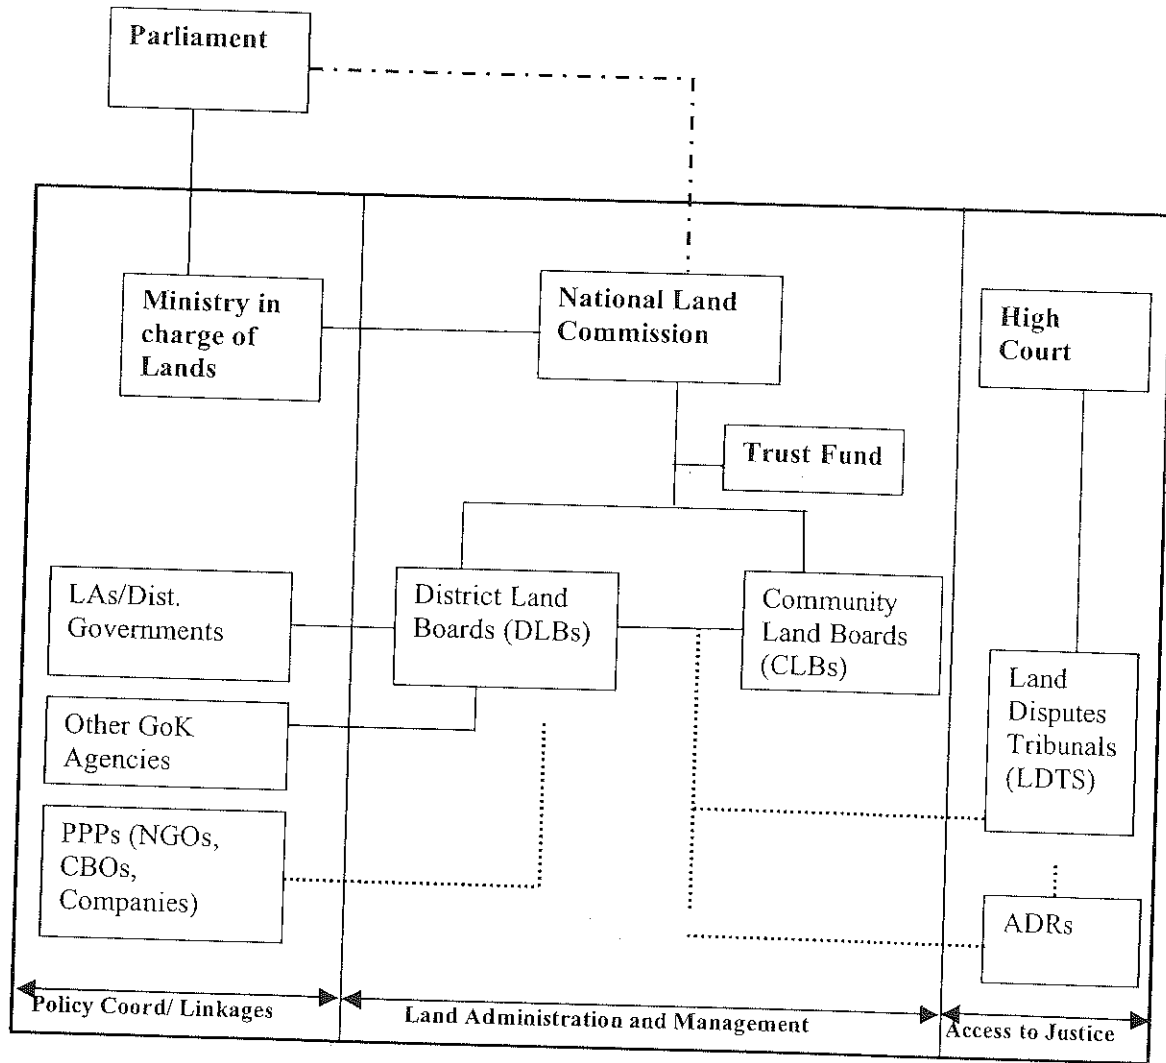 Parliament
Ministry in
charge of
Lands
National Land
Commission
High
Court
Trust Fund
LAs/Dist.
Governments
District Land
Boards (DLBs)
Community
Land Boards
(CLBs)
Land
Disputes
Tribunals
(LDTS)
Other GoK
Agencies
PPPs (NGOs,
CBOs,
Companies)
ADRs
Policy Coord/ Linkages
Land Administration and Management
Access to Justice